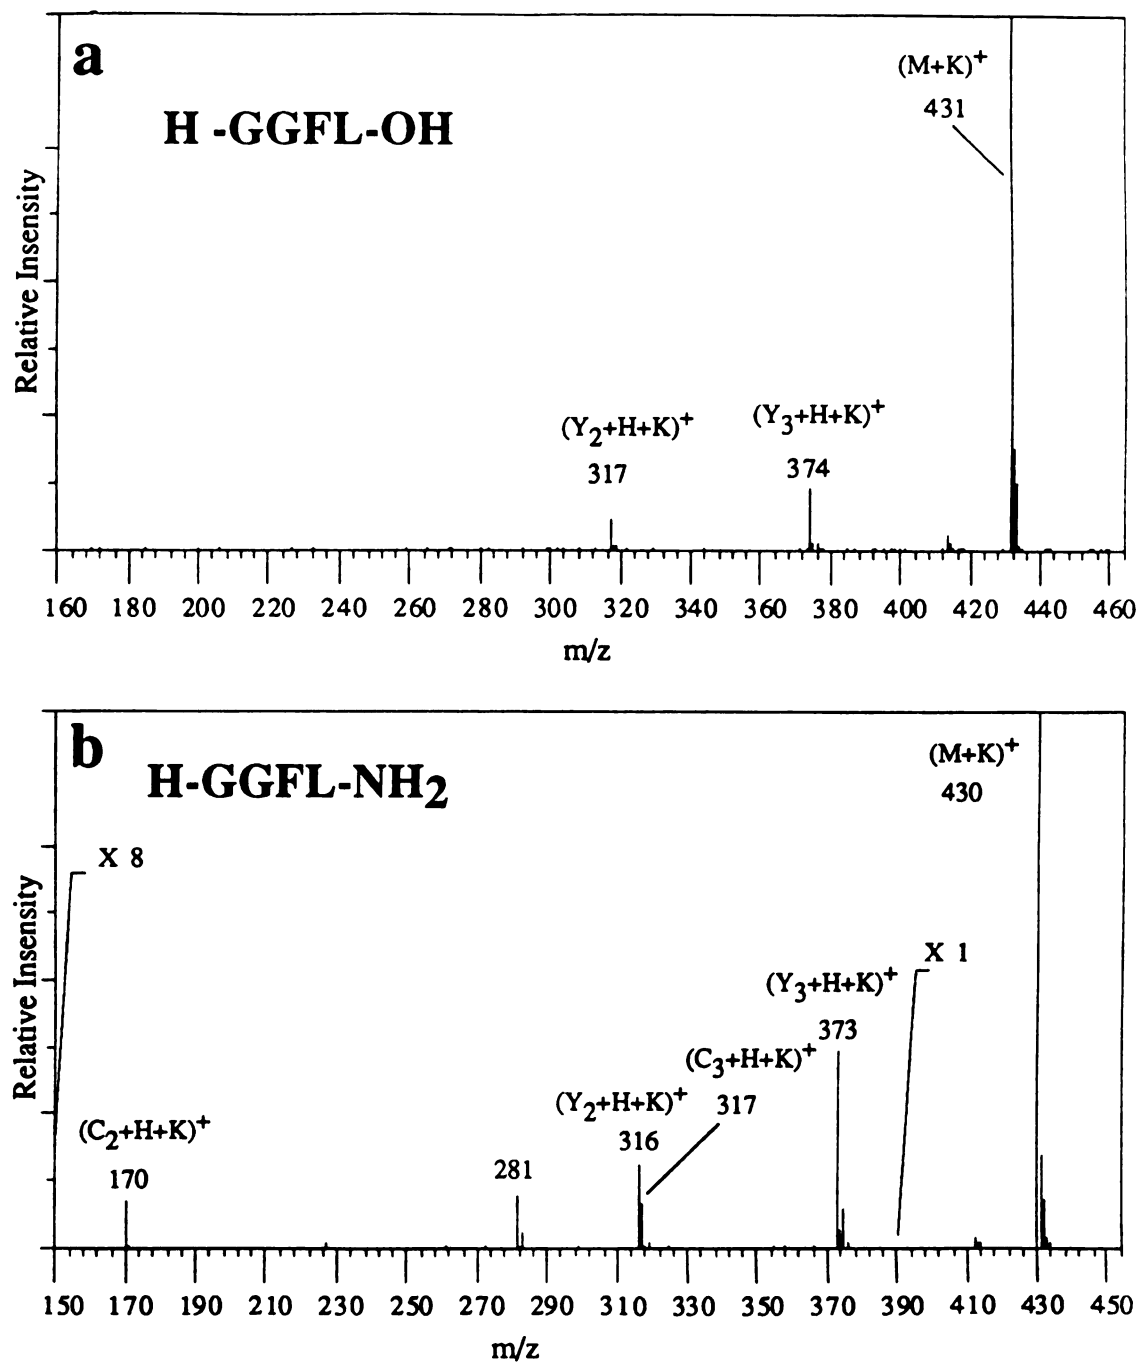 a
H -GGFL-OH
(M+K)+
431
(Y2+H+K)+
317
(Y3+H+K)+
374
Relative Insensity
160 180 200 220 240 260 280 300 320 340 360 380 400 420 440 460
m/z
b
H-GGFL-NH2
(M+K)+
430
X 8
X 1
(Y3+H+K)+
373
(C3+H+K)+
317
(Y2+H+K)+
316
(C2+H+K)+
170
281
Relative Insensity
150 170 190 210 230 250 270 290 310 330 350 370 390 410 430 450
m/z